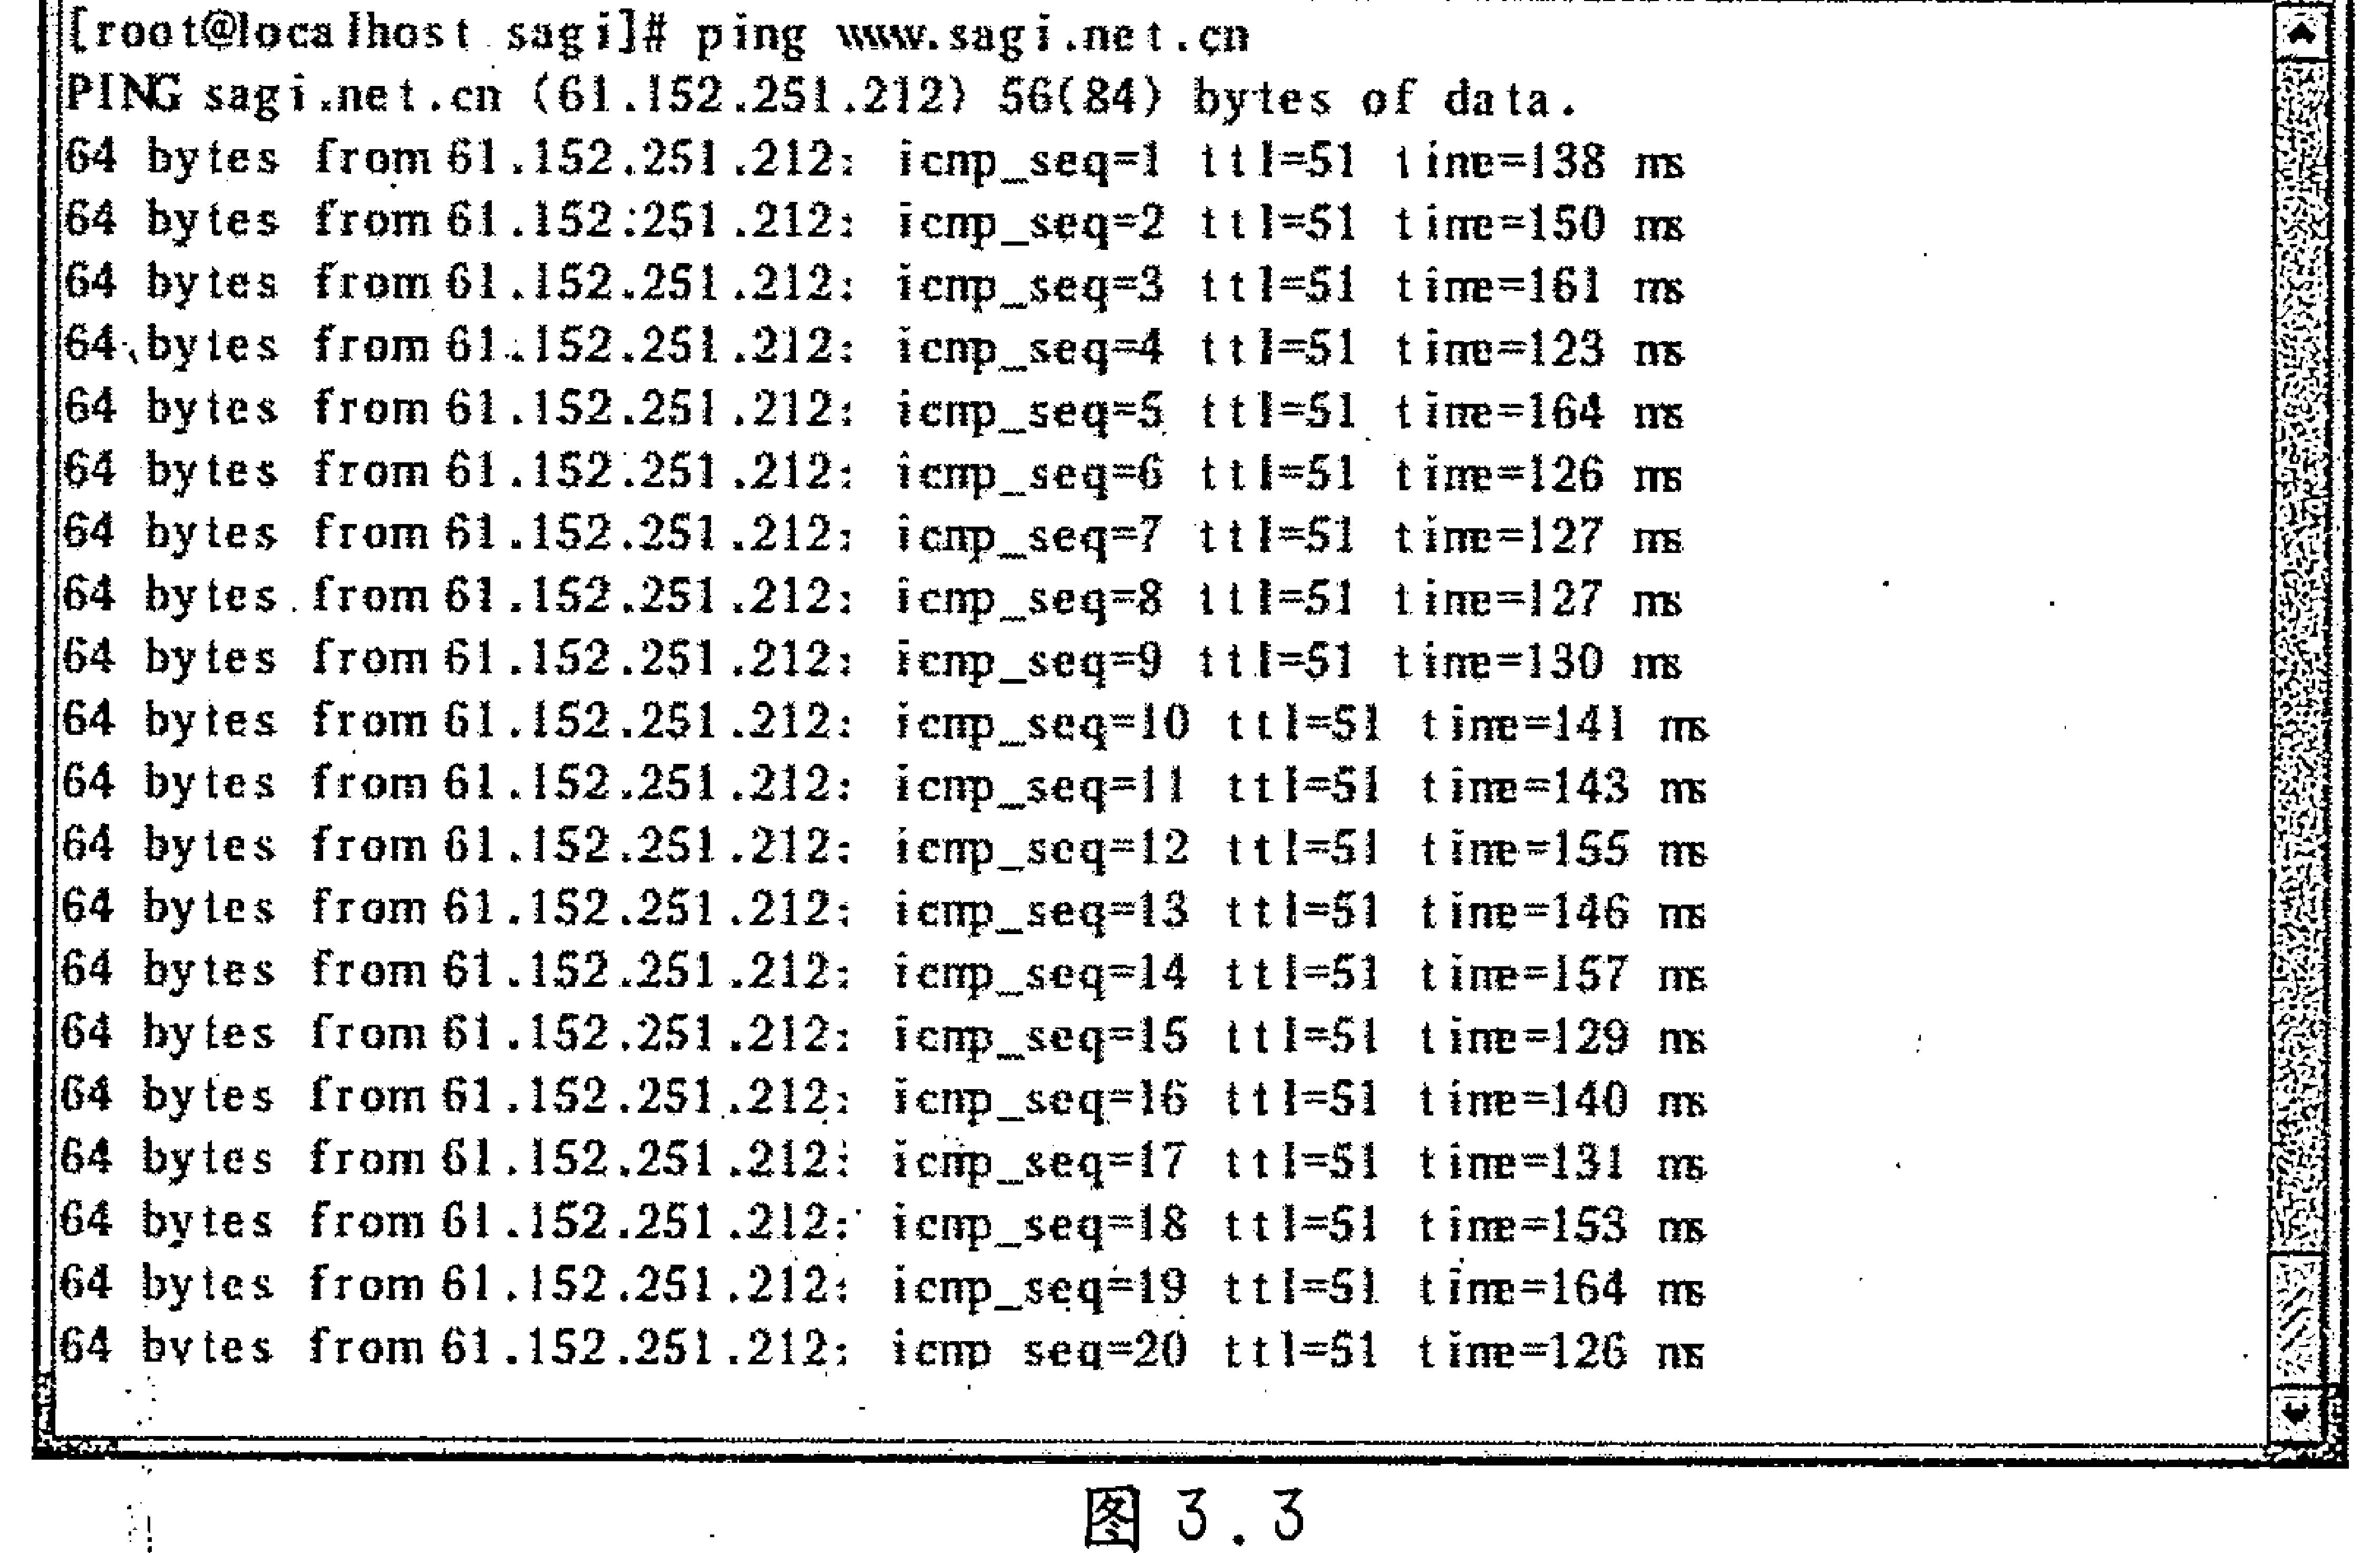 [root@localhost sagi]# ping www.sagi.net.cn
PING sagi.net.cn (61.152.251.212) 56(84) bytes of data.
64 bytes from 61.152.251.212: icmp_seq=1 ttl=51 time=138 ms
64 bytes from 61.152.251.212: icmp_seq=2 ttl=51 time=150 ms
64 bytes from 61.152.251.212: icmp_seq=3 ttl=51 time=161 ms
64 bytes from 61.152.251.212: icmp_seq=4 ttl=51 time=123 ms
64 bytes from 61.152.251.212: icmp_seq=5 ttl=51 time=164 ms
64 bytes from 61.152.251.212: icmp_seq=6 ttl=51 time=126 ms
64 bytes from 61.152.251.212: icmp_seq=7 ttl=51 time=127 ms
64 bytes from 61.152.251.212: icmp_seq=8 ttl=51 time=127 ms
64 bytes from 61.152.251.212: icmp_seq=9 ttl=51 time=130 ms
64 bytes from 61.152.251.212: icmp_seq=10 ttl=51 time=141 ms
64 bytes from 61.152.251.212: icmp_seq=11 ttl=51 time=143 ms
64 bytes from 61.152.251.212: icmp_seq=12 ttl=51 time=155 ms
64 bytes from 61.152.251.212: icmp_seq=13 ttl=51 time=146 ms
64 bytes from 61.152.251.212: icmp_seq=14 ttl=51 time=157 ms
64 bytes from 61.152.251.212: icmp_seq=15 ttl=51 time=129 ms
64 bytes from 61.152.251.212: icmp_seq=16 ttl=51 time=140 ms
64 bytes from 61.152.251.212: icmp_seq=17 ttl=51 time=131 ms
64 bytes from 61.152.251.212: icmp_seq=18 ttl=51 time=153 ms
64 bytes from 61.152.251.212: icmp_seq=19 ttl=51 time=164 ms
64 bytes from 61.152.251.212: icmp_seq=20 ttl=51 time=126 ms
图 3.3